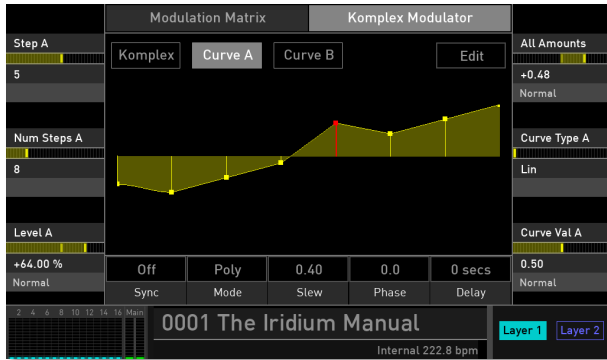 Modulation Matrix
Komplex Modulator
Step A
5
Num Steps A
8
Level A
+64.00 %
Normal
Komplex
Curve A
Curve B
Edit
All Amounts
+0.48
Normal
Curve Type A
Lin
Curve Val A
0.50
Normal
Off
Poly
0.40
0.0
0 secs
Sync
Mode
Slew
Phase
Delay
2 4 6 8 10 12 14 16 Main
0001 The Iridium Manual
Internal 222.8 bpm
Layer 1
Layer 2